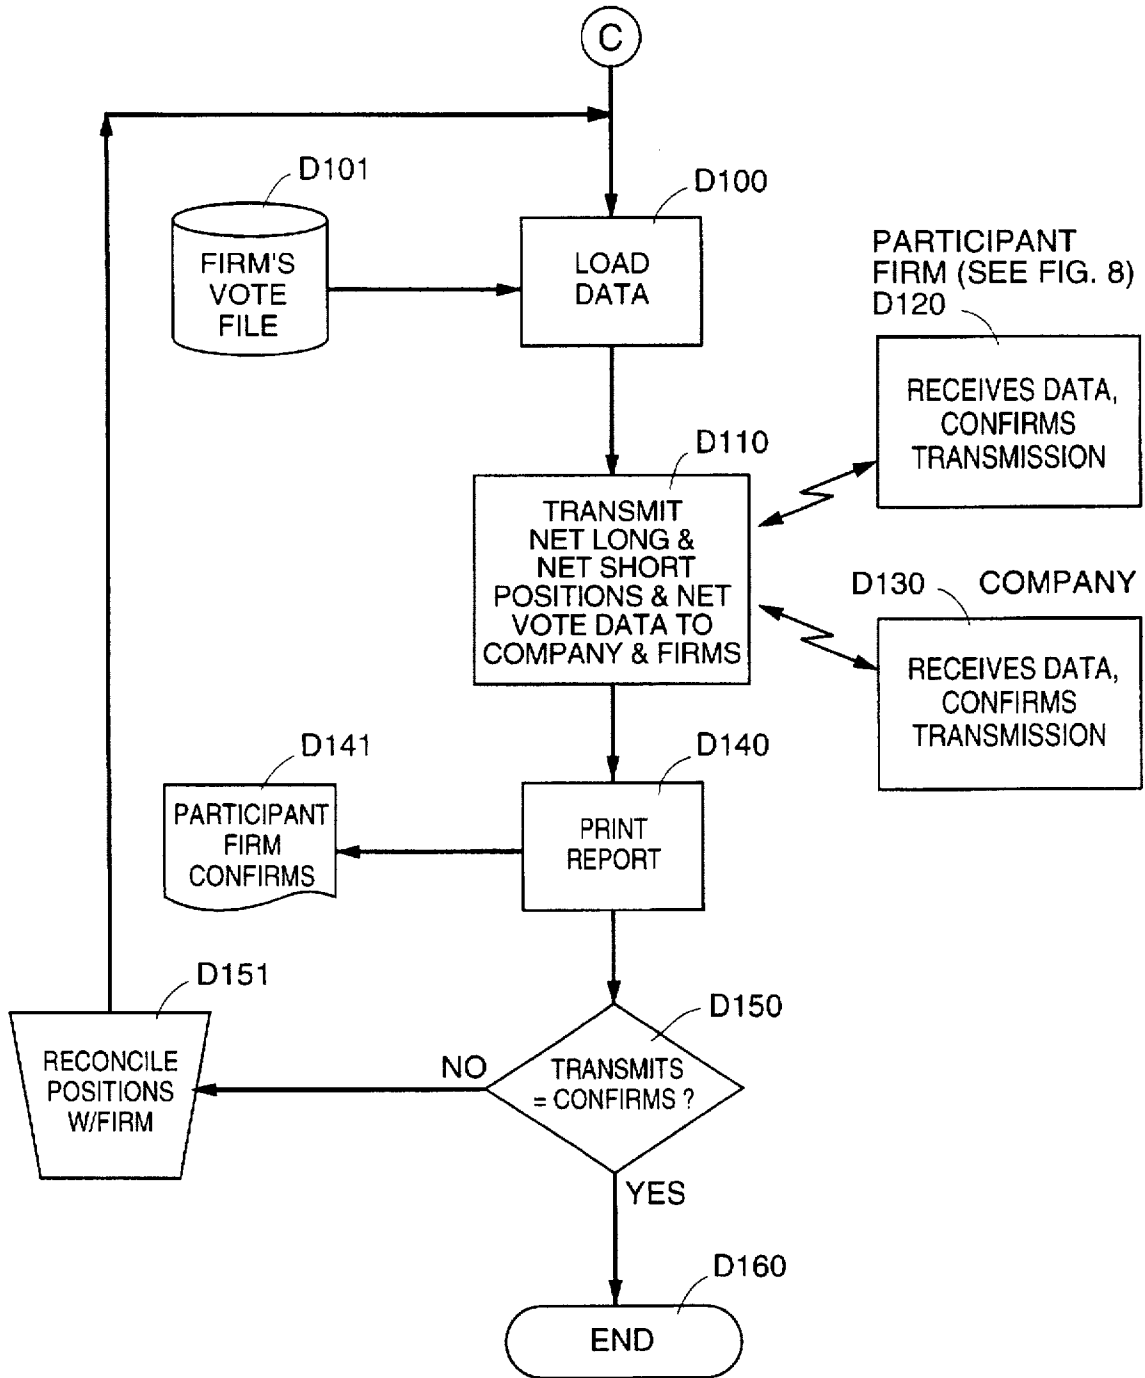 C
D101
D100
FIRM'S
VOTE
FILE
LOAD
DATA
PARTICIPANT
FIRM (SEE FIG. 8)
D120
RECEIVES DATA,
CONFIRMS
TRANSMISSION
D110
TRANSMIT
NET LONG &
NET SHORT
POSITIONS & NET
VOTE DATA TO
COMPANY & FIRMS
D130 COMPANY
RECEIVES DATA,
CONFIRMS
TRANSMISSION
D141
D140
PARTICIPANT
FIRM
CONFIRMS
PRINT
REPORT
D151
D150
RECONCILE
POSITIONS
W/FIRM
NO
TRANSMITS
= CONFIRMS ?
YES
D160
END